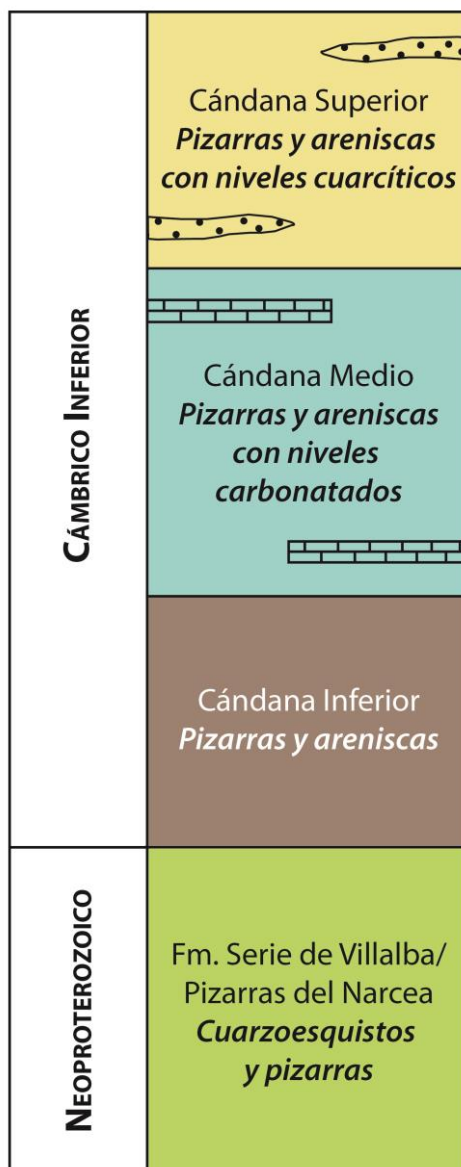 CÁMBRICO INFERIOR
Cándana Superior
Pizarras y areniscas
con niveles cuarcíticos
Cándana Medio
Pizarras y areniscas
con niveles
carbonatados
Cándana Inferior
Pizarras y areniscas
NEOPROTEROZOICO
Fm. Serie de Villalba/
Pizarras del Narcea
Cuarzoesquistos
y pizarras